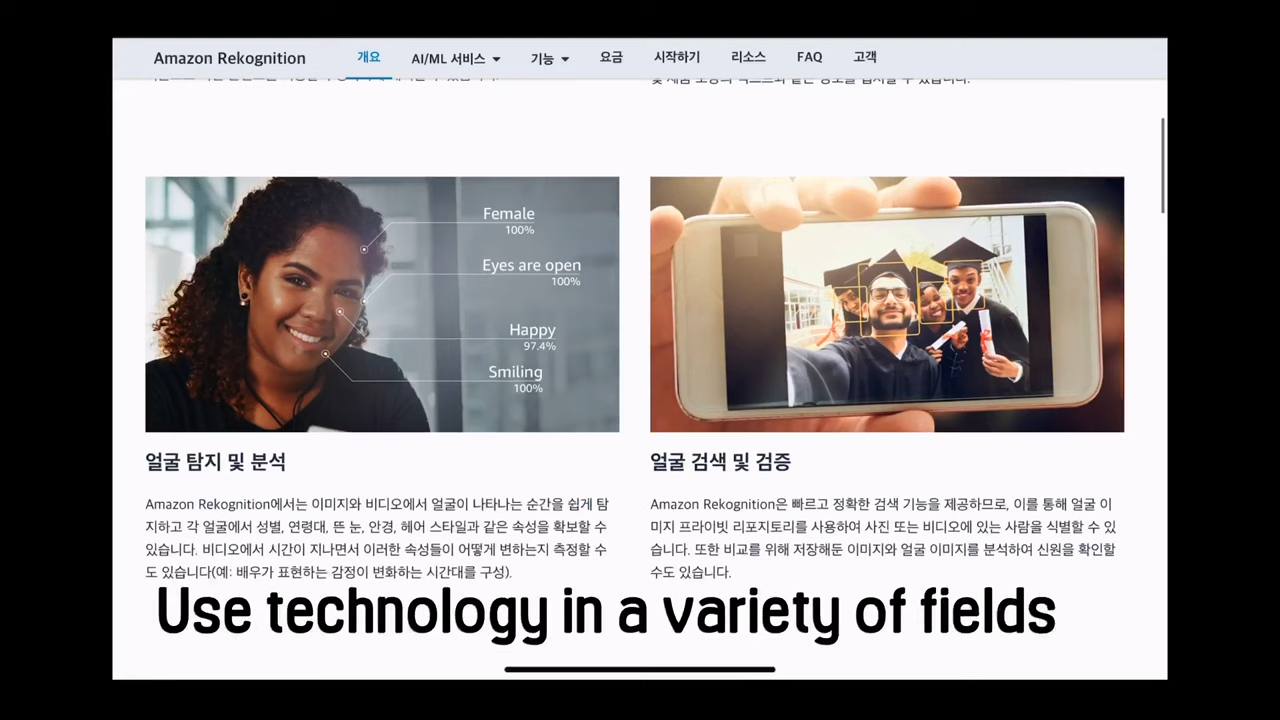 Amazon Rekognition
개요
AI/ML 서비스
기능
요금
시작하기
리소스
FAQ
고객
Female
100%
Eyes are open
100%
Happy
97.4%
Smiling
100%
얼굴 탐지 및 분석
Amazon Rekognition에서는 이미지와 비디오에서 얼굴이 나타나는 순간을 쉽게 탐
지하고 각 얼굴에서 성별, 연령대, 뜬 눈, 안경, 헤어 스타일과 같은 속성을 확보할 수
있습니다. 비디오에서 시간이 지나면서 이러한 속성들이 어떻게 변하는지 측정할 수
도 있습니다(예: 배우가 표현하는 감정이 변화하는 시간대를 구성).
얼굴 검색 및 검증
Amazon Rekognition은 빠르고 정확한 검색 기능을 제공하므로, 이를 통해 얼굴 이
미지 프라이빗 리포지토리를 사용하여 사진 또는 비디오에 있는 사람을 식별할 수 있
습니다. 또한 비교를 위해 저장해둔 이미지와 얼굴 이미지를 분석하여 신원을 확인할
수도 있습니다.
Use technology in a variety of fields